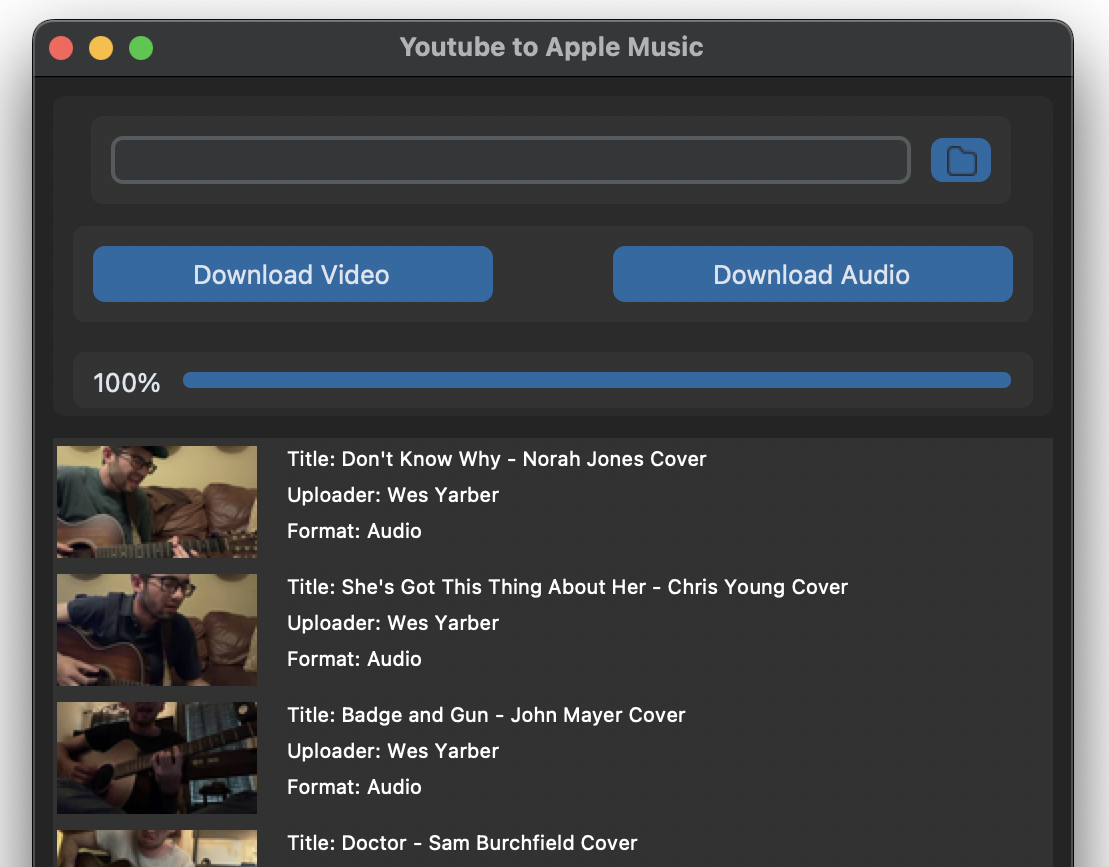 Youtube to Apple Music
Download Video
Download Audio
100%
Title: Don't Know Why - Norah Jones Cover
Uploader: Wes Yarber
Format: Audio
Title: She's Got This Thing About Her - Chris Young Cover
Uploader: Wes Yarber
Format: Audio
Title: Badge and Gun - John Mayer Cover
Uploader: Wes Yarber
Format: Audio
Title: Doctor - Sam Burchfield Cover